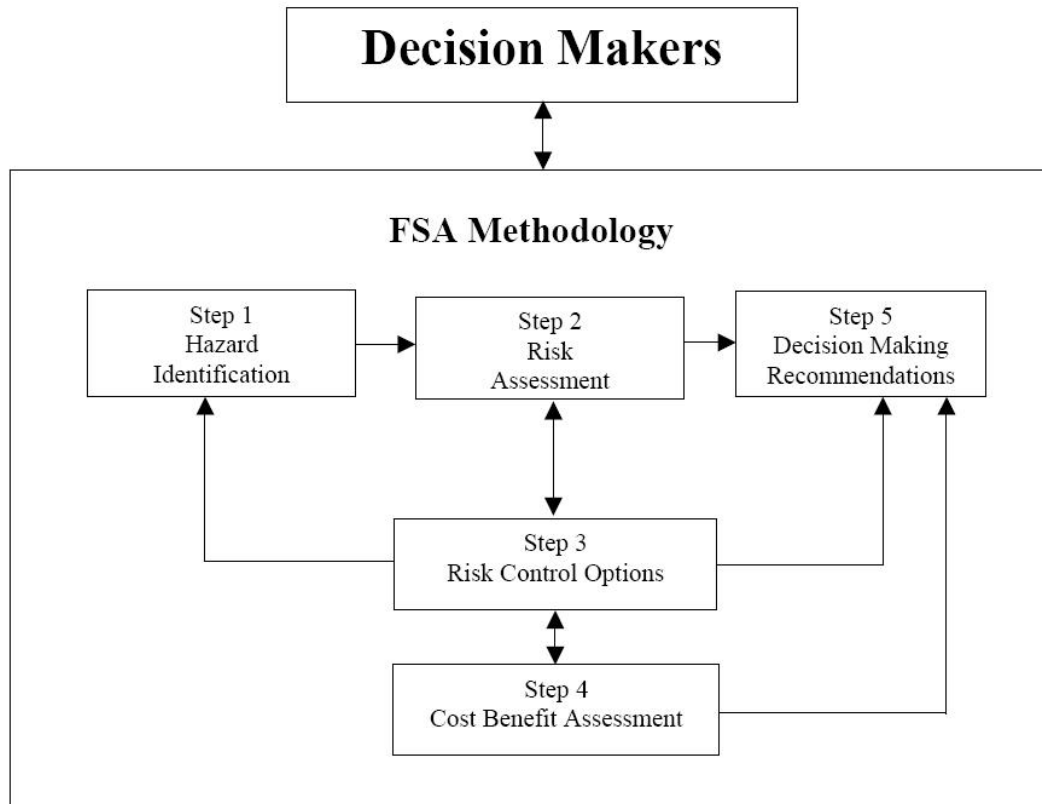 Decision Makers
FSA Methodology
Step 1
Hazard
Identification
Step 2
Risk
Assessment
Step 5
Decision Making
Recommendations
Step 3
Risk Control Options
Step 4
Cost Benefit Assessment